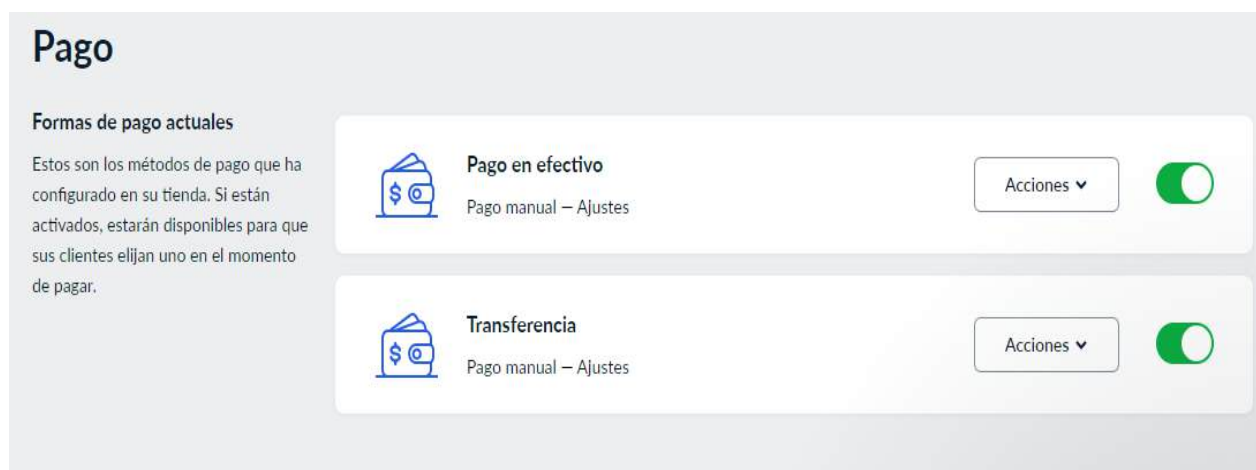 Pago
Formas de pago actuales
Estos son los métodos de pago que ha
configurado en su tienda. Si están
activados, estarán disponibles para que
sus clientes elijan uno en el momento
de pagar.
Pago en efectivo
Pago manual — Ajustes
Acciones
Transferencia
Pago manual — Ajustes
Acciones